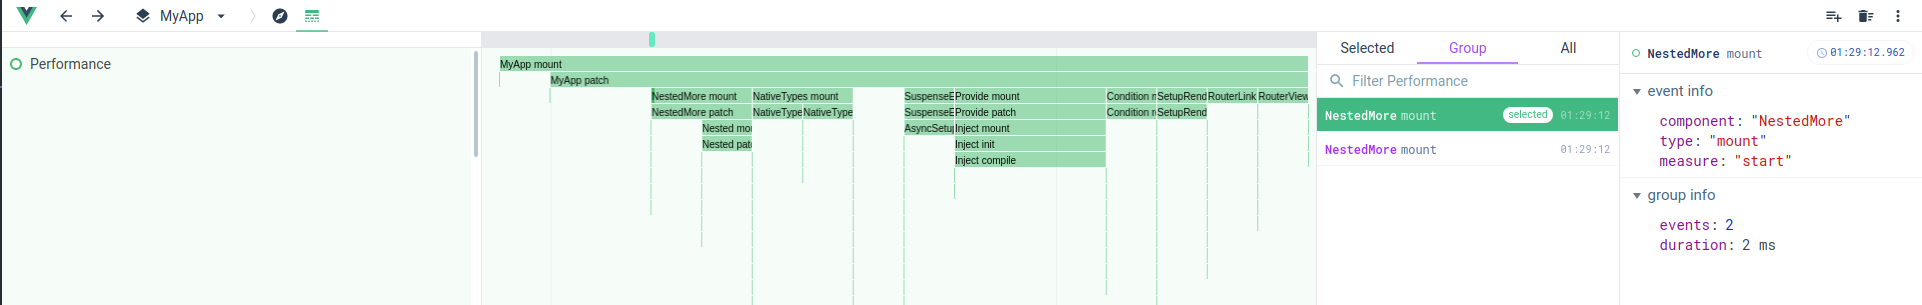 MyApp
Performance
MyApp mount
MyApp patch
NestedMore mount NativeTypes mount SuspenseE Provide mount Condition m SetupRend RouterLink RouterView
NestedMore patch NativeType NativeType SuspenseE Provide patch Condition r SetupRend
Nested mo AsyncSetup Inject mount
Nested pat Inject init
Inject compile
Selected Group All
Filter Performance
NestedMore mount selected 01:29:12
NestedMore mount 01:29:12
NestedMore mount 01:29:12.962
event info
component: "NestedMore"
type: "mount"
measure: "start"
group info
events: 2
duration: 2 ms